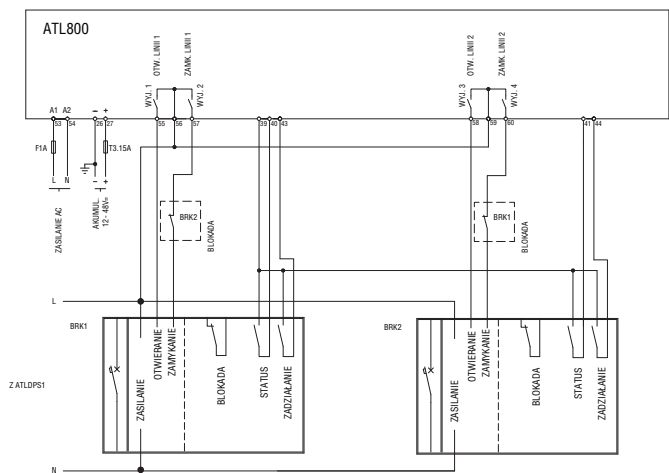 ATL800
OTW. LINII 1
ZAMK. LINII 1
OTW. LINII 2
ZAMK. LINII 2
WYJ. 1
WYJ. 2
WYJ. 3
WYJ. 4
A1 A2 - +
53 54 26 27 55 56 57 39 40 43 58 59 60 41 44
F1A
T3.15A
L N - +
ZASILANIE AC
AKUMUL.
12 - 48V=
BRK2
BLOKADA
BRK1
BLOKADA
L
BRK1
BRK2
Z ATLDPS1
ZASILANIE
OTWIERANIE
ZAMYKANIE
BLOKADA
STATUS
ZADZIAŁANIE
ZASILANIE
OTWIERANIE
ZAMYKANIE
BLOKADA
STATUS
ZADZIAŁANIE
N